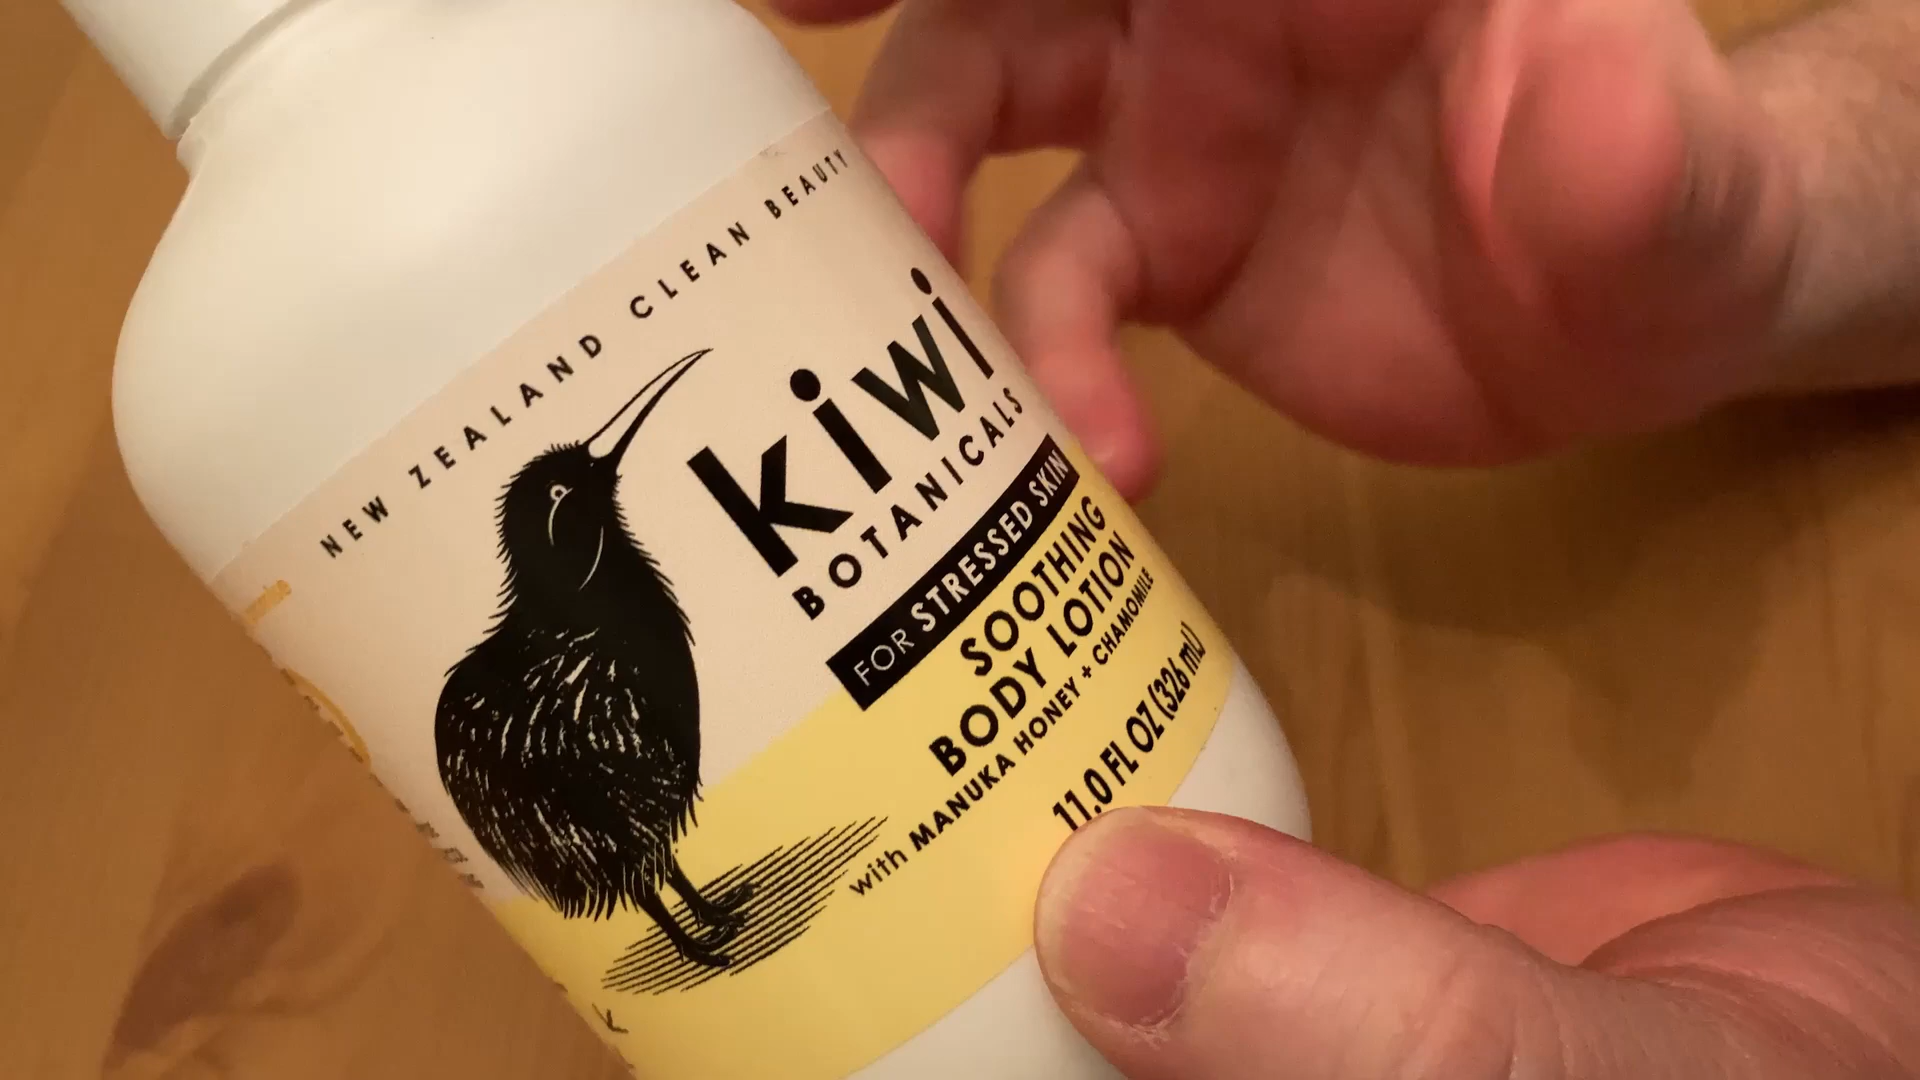 NEW ZEALAND CLEAN BEAUTY
kiwi
BOTANICALS
FOR STRESSED SKIN
SOOTHING
BODY LOTION
with MANUKA HONEY + CHAMOMILE
11.0 FL OZ (326 mL)